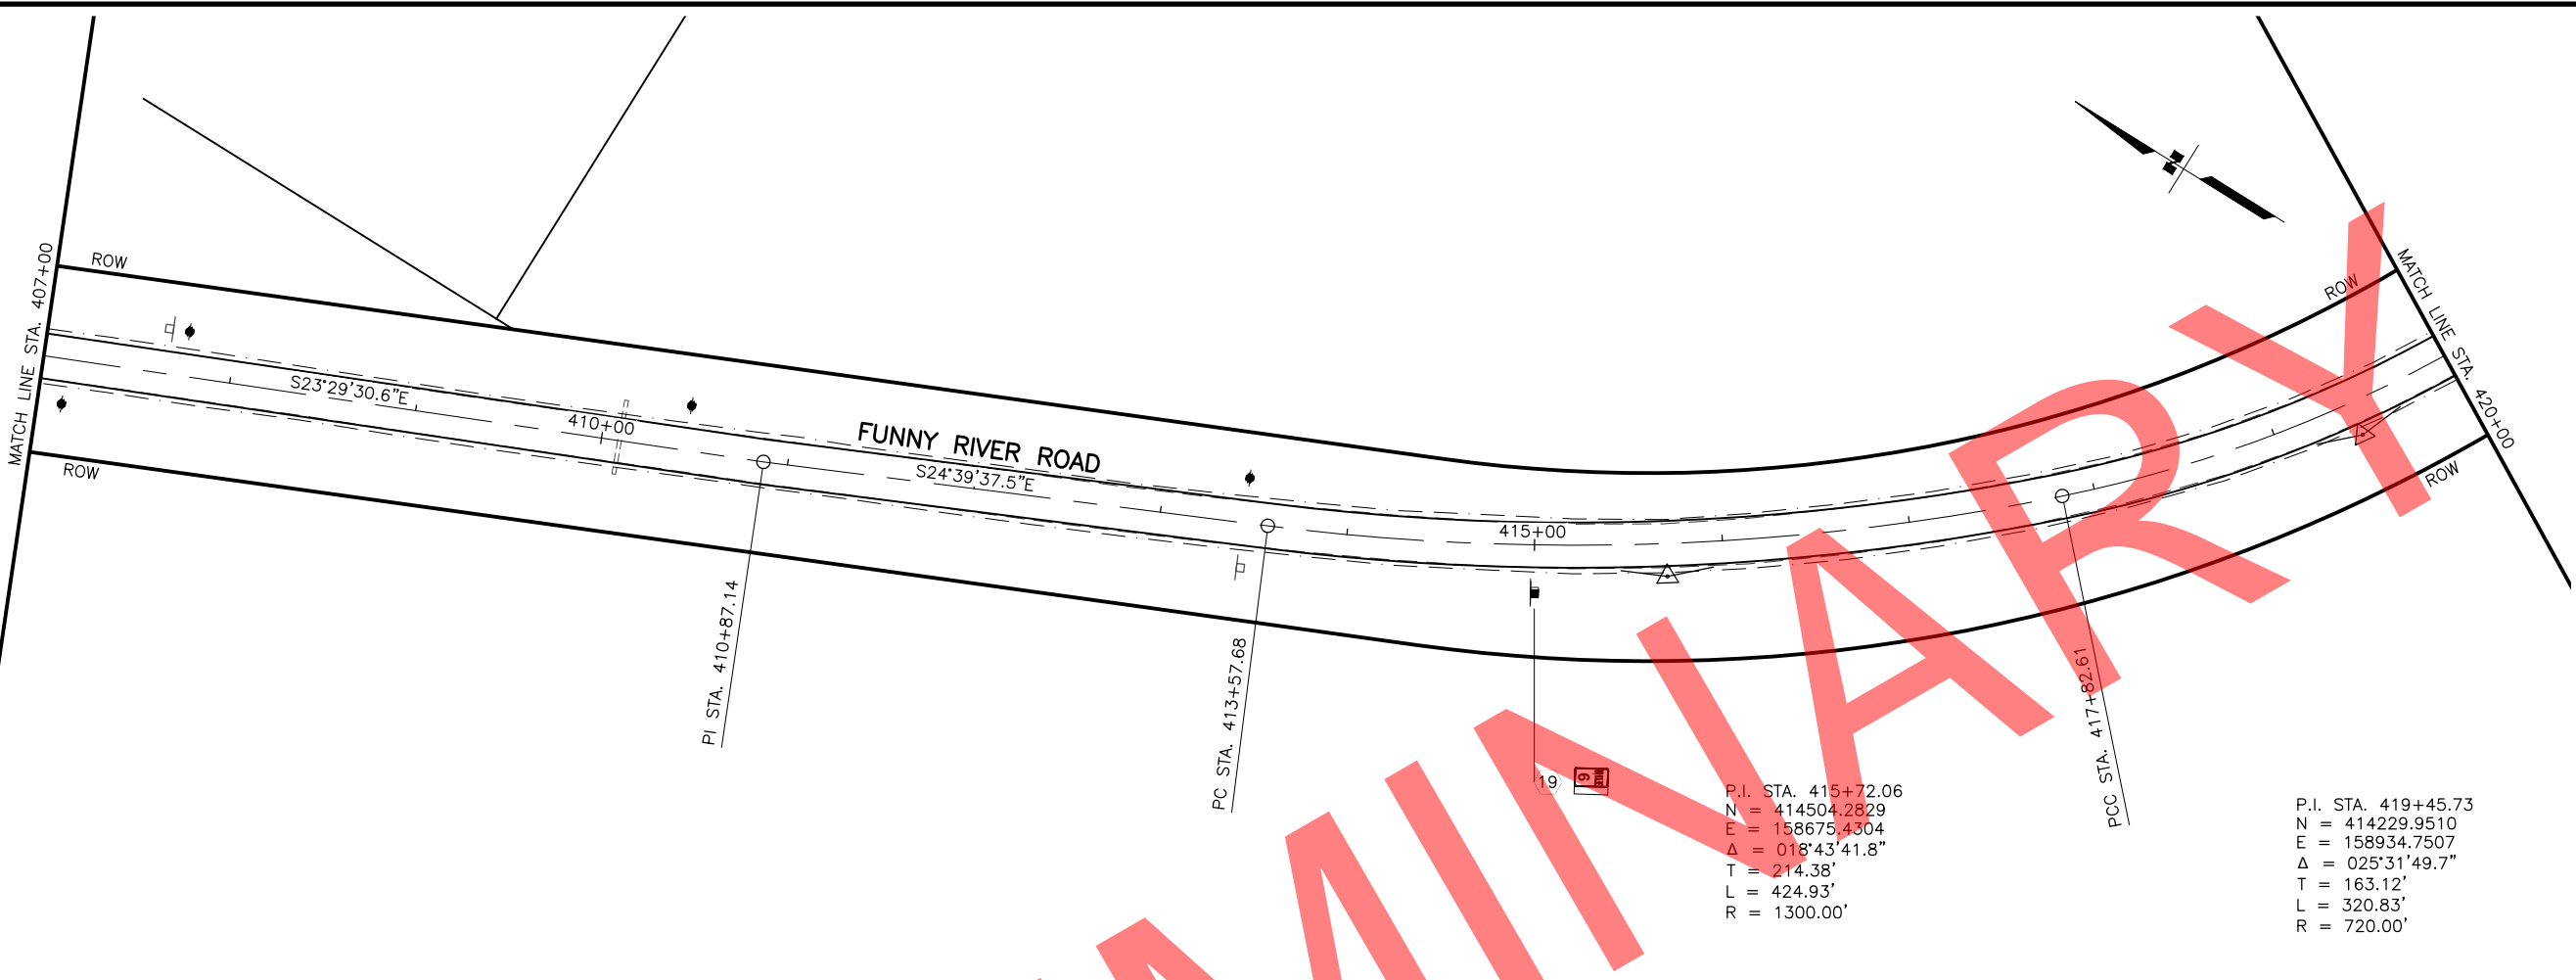 MATCH LINE STA. 407+00
ROW
ROW
S23°29'30.6"E
410+00
FUNNY RIVER ROAD
S24°39'37.5"E
PI STA. 410+87.14
PC STA. 413+57.68
415+00
19
MILE
6
PCC STA. 417+82.61
ROW
ROW
MATCH LINE STA. 420+00
P.I. STA. 415+72.06
N = 414504.2829
E = 158675.4304
Δ = 018°43'41.8"
T = 214.38'
L = 424.93'
R = 1300.00'
P.I. STA. 419+45.73
N = 414229.9510
E = 158934.7507
Δ = 025°31'49.7"
T = 163.12'
L = 320.83'
R = 720.00'
MINARY